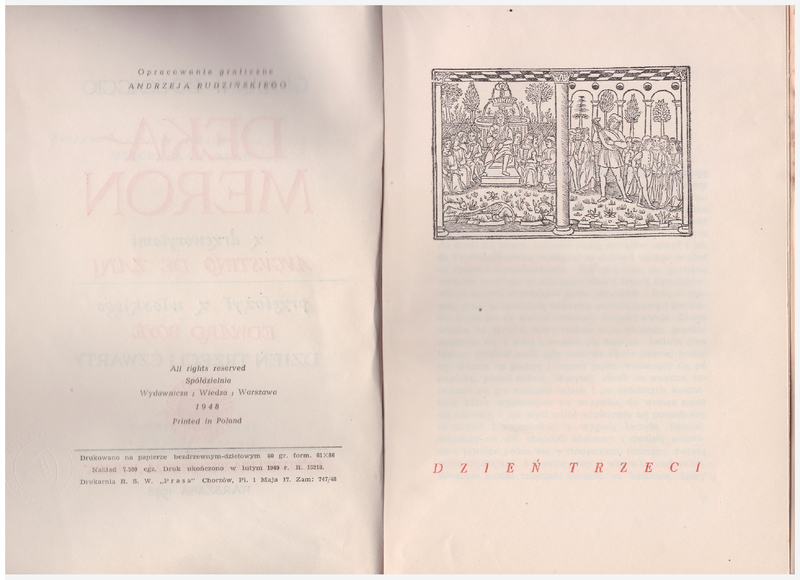 Opracowanie graficzne
ANDRZEJA RUDZIŃSKIEGO
All rights reserved
Spółdzielnia
Wydawnicza „Wiedza” Warszawa
1948
Printed in Poland
Drukowano na papierze bezdrzewnym-dziełowym 80 gr. form. 61×86
Nakład 7.500 egz. Druk ukończono w lutym 1949 r. R. 15218.
Drukarnia R. S. W. „Prasa” Chorzów, Pl. 1 Maja 17. Zam: 747/48
DZIEŃ TRZECI